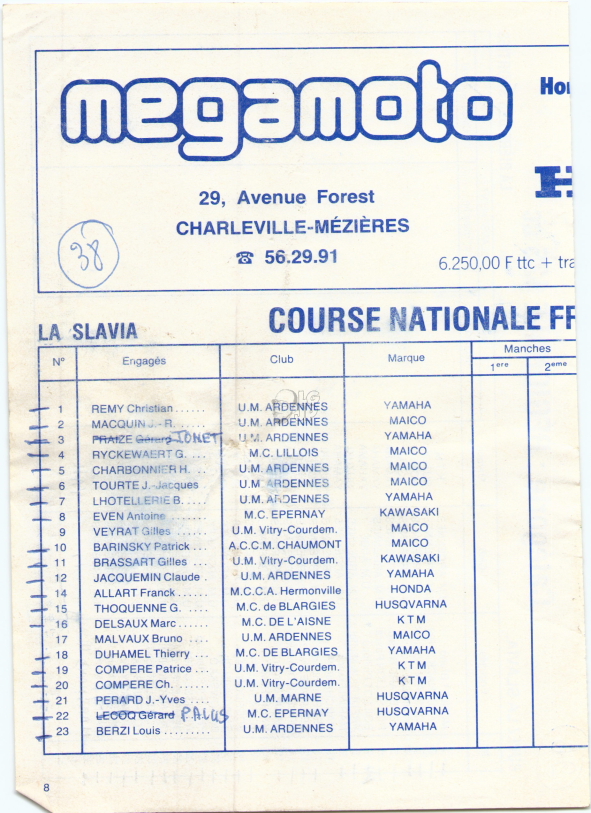 megamoto
Hon
29, Avenue Forest
CHARLEVILLE-MÉZIÈRES
☎ 56.29.91
38
6.250,00 F ttc + tra
LA SLAVIA
COURSE NATIONALE FR
N° Engagés Club Marque Manches
1ere 2eme
1 REMY Christian...... U.M. ARDENNES YAMAHA
2 MACQUIN J.-R. ..... U.M. ARDENNES MAICO
3 PRAIZE Gérard JONET U.M. ARDENNES YAMAHA
4 RYCKEWAERT G. ... M.C. LILLOIS MAICO
5 CHARBONNIER H. .. U.M. ARDENNES MAICO
6 TOURTE J.-Jacques U.M. ARDENNES MAICO
7 LHOTELLERIE B. .... U.M. ARDENNES YAMAHA
8 EVEN Antoine ....... M.C. EPERNAY KAWASAKI
9 VEYRAT Gilles ...... U.M. Vitry-Courdem. MAICO
10 BARINSKY Patrick ... A.C.C.M. CHAUMONT MAICO
11 BRASSART Gilles ... U.M. Vitry-Courdem. KAWASAKI
12 JACQUEMIN Claude . U.M. ARDENNES YAMAHA
14 ALLART Franck ...... M.C.C.A. Hermonville HONDA
15 THOQUENNE G. .... M.C. de BLARGIES HUSQVARNA
16 DELSAUX Marc ...... M.C. DE L'AISNE KTM
17 MALVAUX Bruno .... U.M. ARDENNES MAICO
18 DUHAMEL Thierry ... M.C. DE BLARGIES YAMAHA
19 COMPERE Patrice ... U.M. Vitry-Courdem. KTM
20 COMPERE Ch. ...... U.M. Vitry-Courdem. KTM
21 PERARD J.-Yves .... U.M. MARNE HUSQVARNA
22 LECOQ Gérard PALUS M.C. EPERNAY HUSQVARNA
23 BERZI Louis ......... U.M. ARDENNES YAMAHA
8